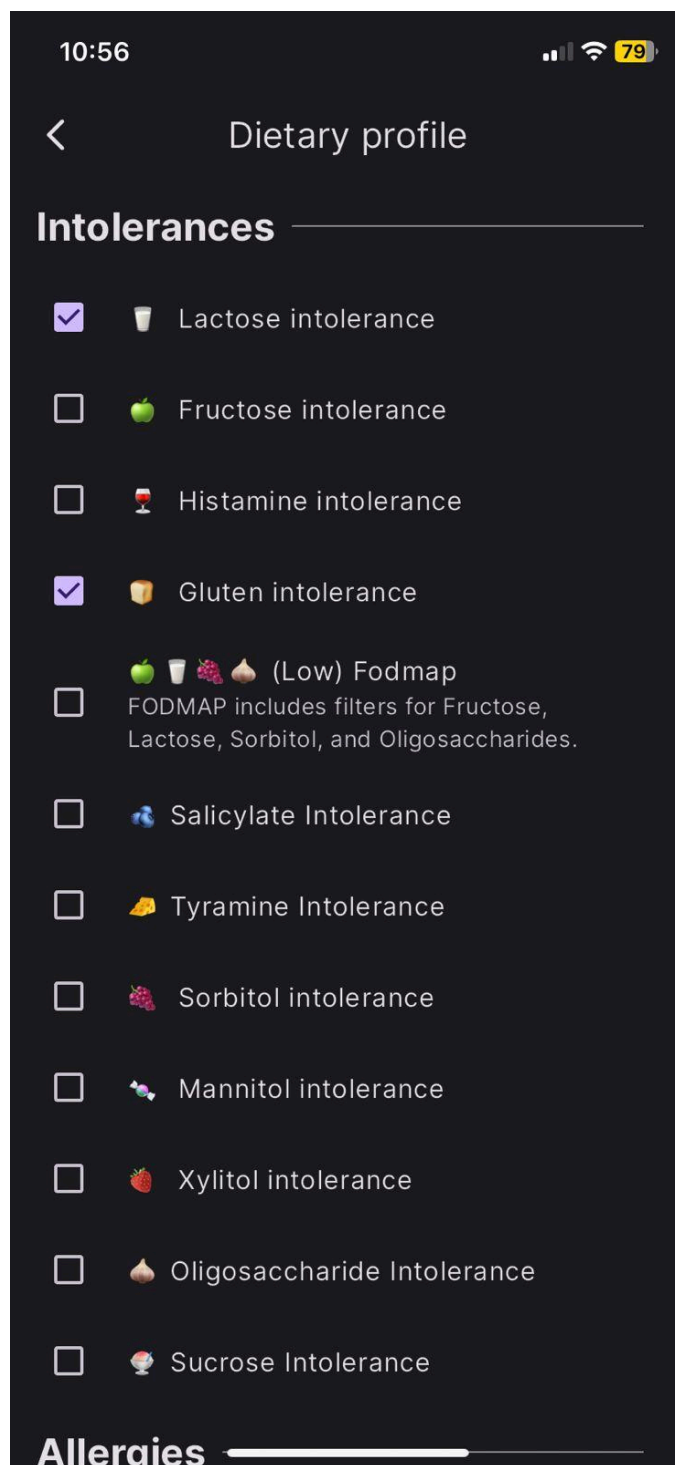 10:56
79
Dietary profile
Intolerances
Lactose intolerance
Fructose intolerance
Histamine intolerance
Gluten intolerance
(Low) Fodmap
FODMAP includes filters for Fructose,
Lactose, Sorbitol, and Oligosaccharides.
Salicylate Intolerance
Tyramine Intolerance
Sorbitol intolerance
Mannitol intolerance
Xylitol intolerance
Oligosaccharide Intolerance
Sucrose Intolerance
Allergies